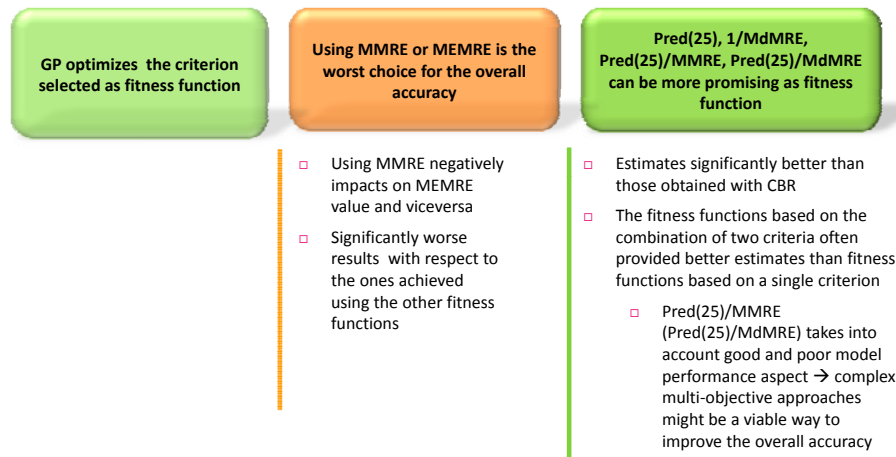 GP optimizes  the criterion
selected as fitness function
Using MMRE or MEMRE is the
worst choice for the overall
accuracy
Pred(25), 1/MdMRE,
Pred(25)/MMRE, Pred(25)/MdMRE
can be more promising as fitness
function
□ Using MMRE negatively
impacts on MEMRE
value and viceversa
□ Significantly worse
results  with respect to
the ones achieved
using the other fitness
functions
□ Estimates significantly better than
those obtained with CBR
□ The fitness functions based on the
combination of two criteria often
provided better estimates than fitness
functions based on a single criterion
□ Pred(25)/MMRE
(Pred(25)/MdMRE) takes into
account good and poor model
performance aspect → complex
multi-objective approaches
might be a viable way to
improve the overall accuracy